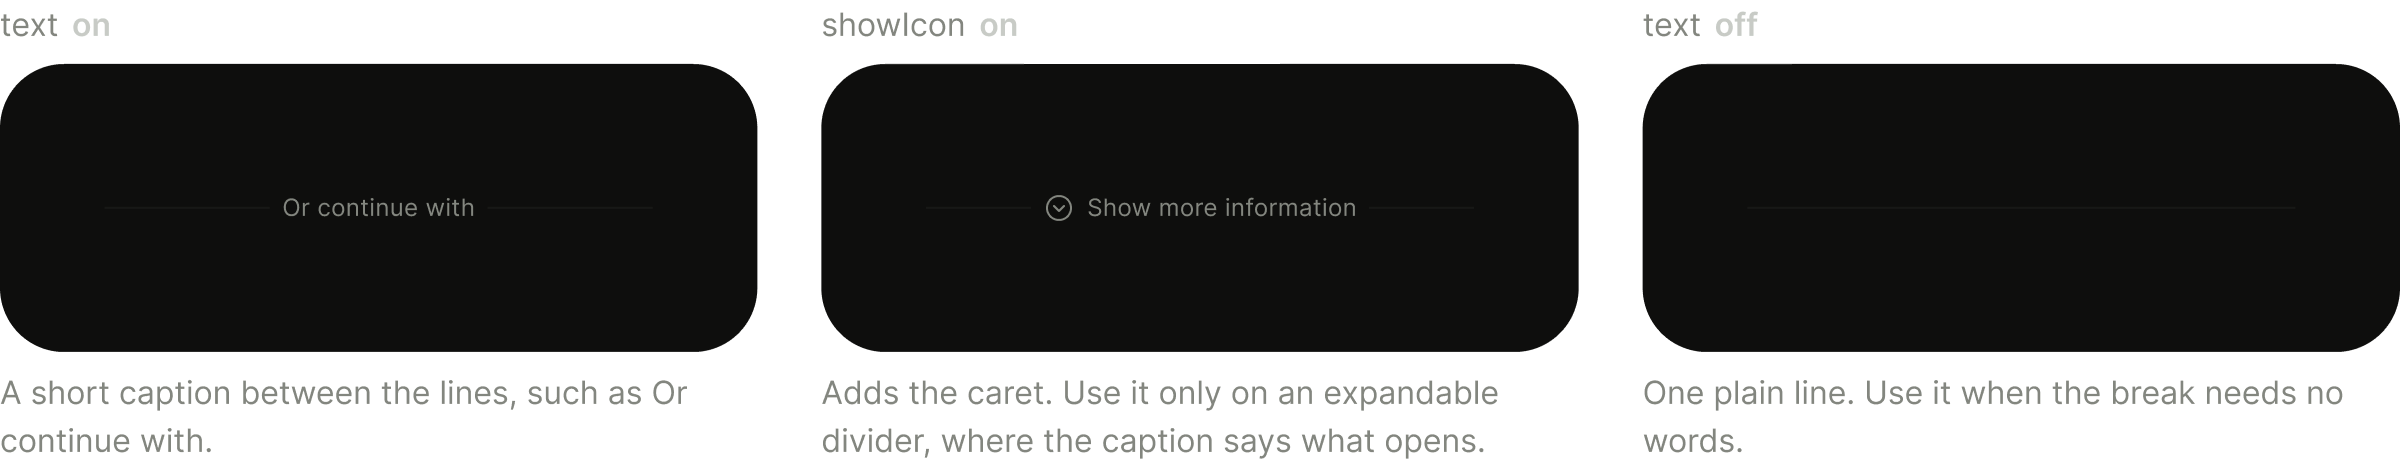 text on
Or continue with
A short caption between the lines, such as Or
continue with.
showIcon on
Show more information
Adds the caret. Use it only on an expandable
divider, where the caption says what opens.
text off
One plain line. Use it when the break needs no
words.